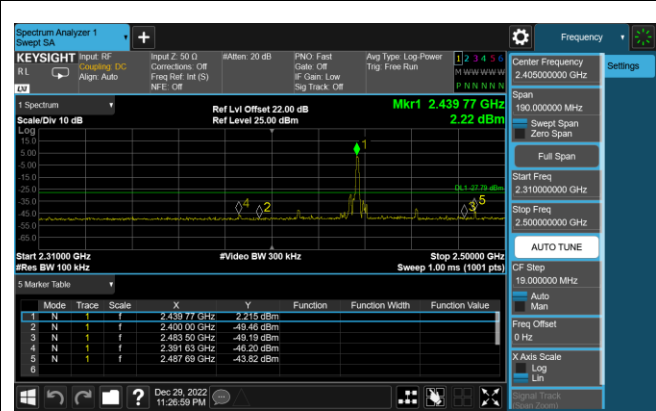 Spectrum Analyzer 1
Swept SA
+
Frequency
KEYSIGHT
RL
LXI
Input: RF
Coupling: DC
Align: Auto
Input Z: 50 Ω
Corrections: Off
Freq Ref: Int (S)
NFE: Off
#Atten: 20 dB
PNO: Fast
Gate: Off
IF Gain: Low
Sig Track: Off
Avg Type: Log-Power
Trig: Free Run
1 2 3 4 5 6
M W W W W W
P N N N N N
1 Spectrum
Scale/Div 10 dB
Ref Lvl Offset 22.00 dB
Ref Level 25.00 dBm
Mkr1 2.439 77 GHz
2.22 dBm
Log
15.0
5.00
-5.00
-15.0
-25.0
-35.0
-45.0
-55.0
-65.0
1
DL1 -27.79 dBm
4
2
3
5
Start 2.31000 GHz
#Res BW 100 kHz
#Video BW 300 kHz
Stop 2.50000 GHz
Sweep 1.00 ms (1001 pts)
5 Marker Table
Mode Trace Scale X Y Function Function Width Function Value
1 N 1 f 2.439 77 GHz 2.215 dBm
2 N 1 f 2.400 00 GHz -49.46 dBm
3 N 1 f 2.483 50 GHz -49.19 dBm
4 N 1 f 2.391 63 GHz -46.20 dBm
5 N 1 f 2.487 69 GHz -43.82 dBm
6
Dec 29, 2022
11:26:59 PM
Center Frequency
2.405000000 GHz
Span
190.000000 MHz
Swept Span
Zero Span
Full Span
Start Freq
2.310000000 GHz
Stop Freq
2.500000000 GHz
AUTO TUNE
CF Step
19.000000 MHz
Auto
Man
Freq Offset
0 Hz
X Axis Scale
Log
Lin
Signal Track
(Span Zoom)
Settings